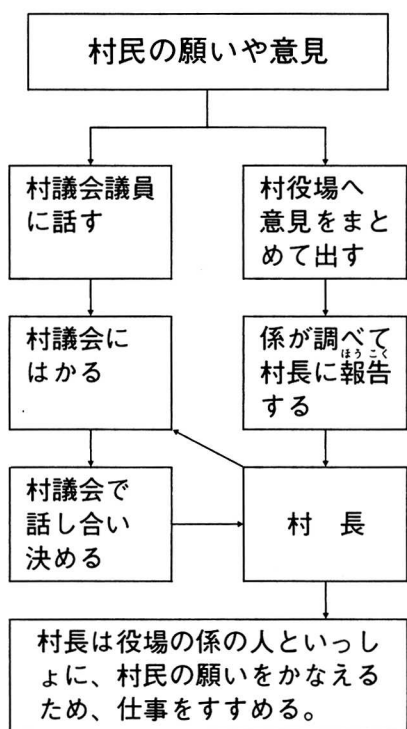 村民の願いや意見
村議会議員
に話す
村役場へ
意見をまと
めて出す
村議会に
はかる
係が調べて
村長に報告
ほうこく
する
村議会で
話し合い
決める
村　長
村長は役場の係の人といっし
ょに、村民の願いをかなえる
ため、仕事をすすめる。